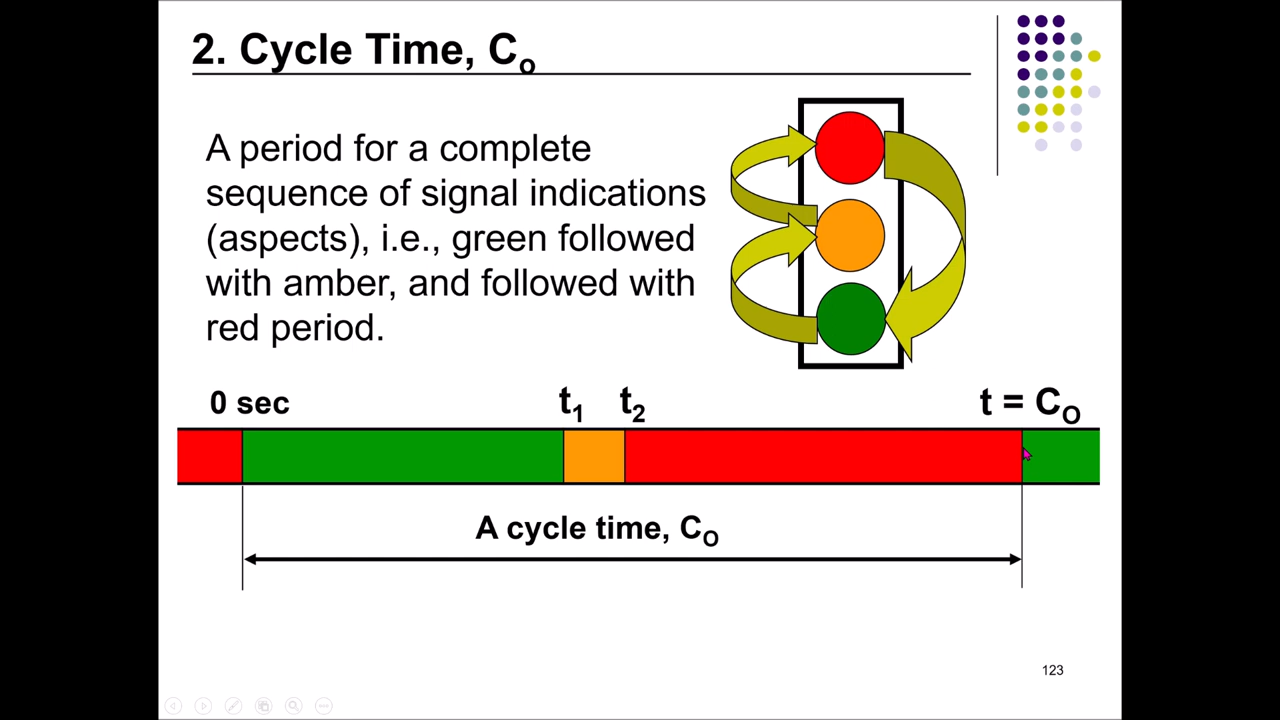 2. Cycle Time, Co
A period for a complete
sequence of signal indications
(aspects), i.e., green followed
with amber, and followed with
red period.
0 sec t1 t2 t = CO
A cycle time, CO
123